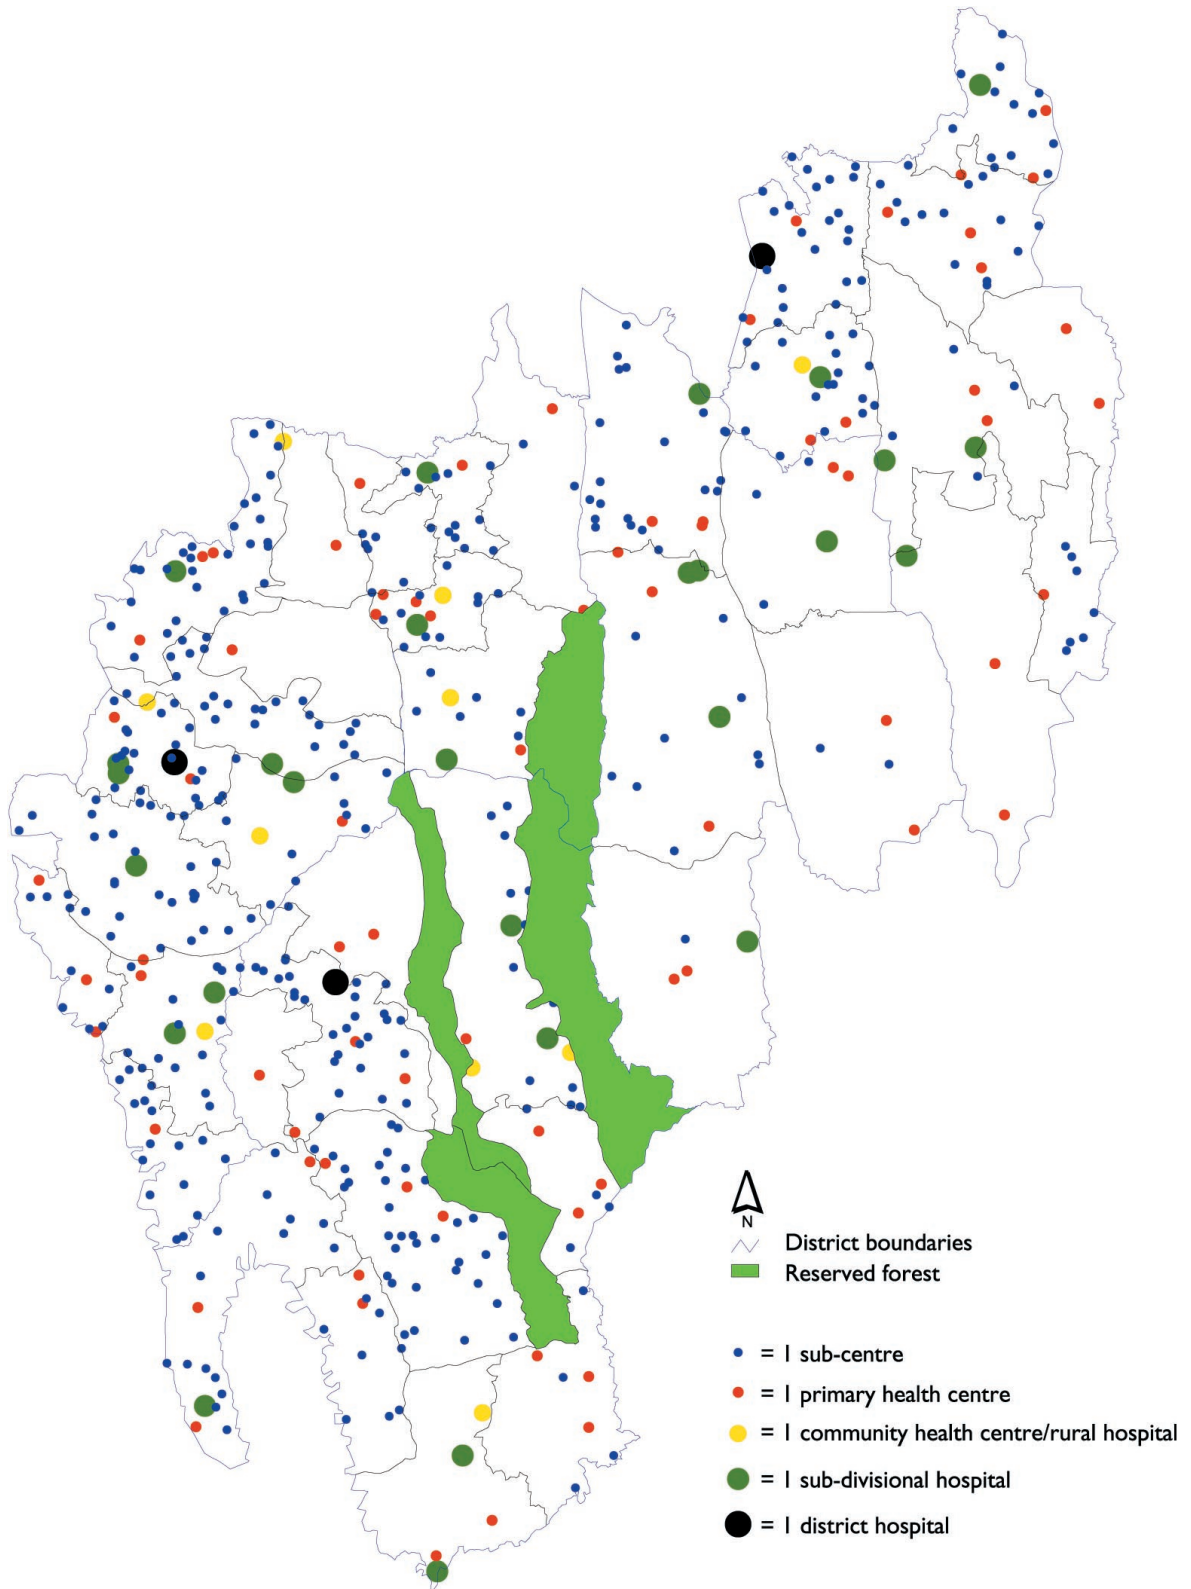 N
District boundaries
Reserved forest
= 1 sub-centre
= 1 primary health centre
= 1 community health centre/rural hospital
= 1 sub-divisional hospital
= 1 district hospital